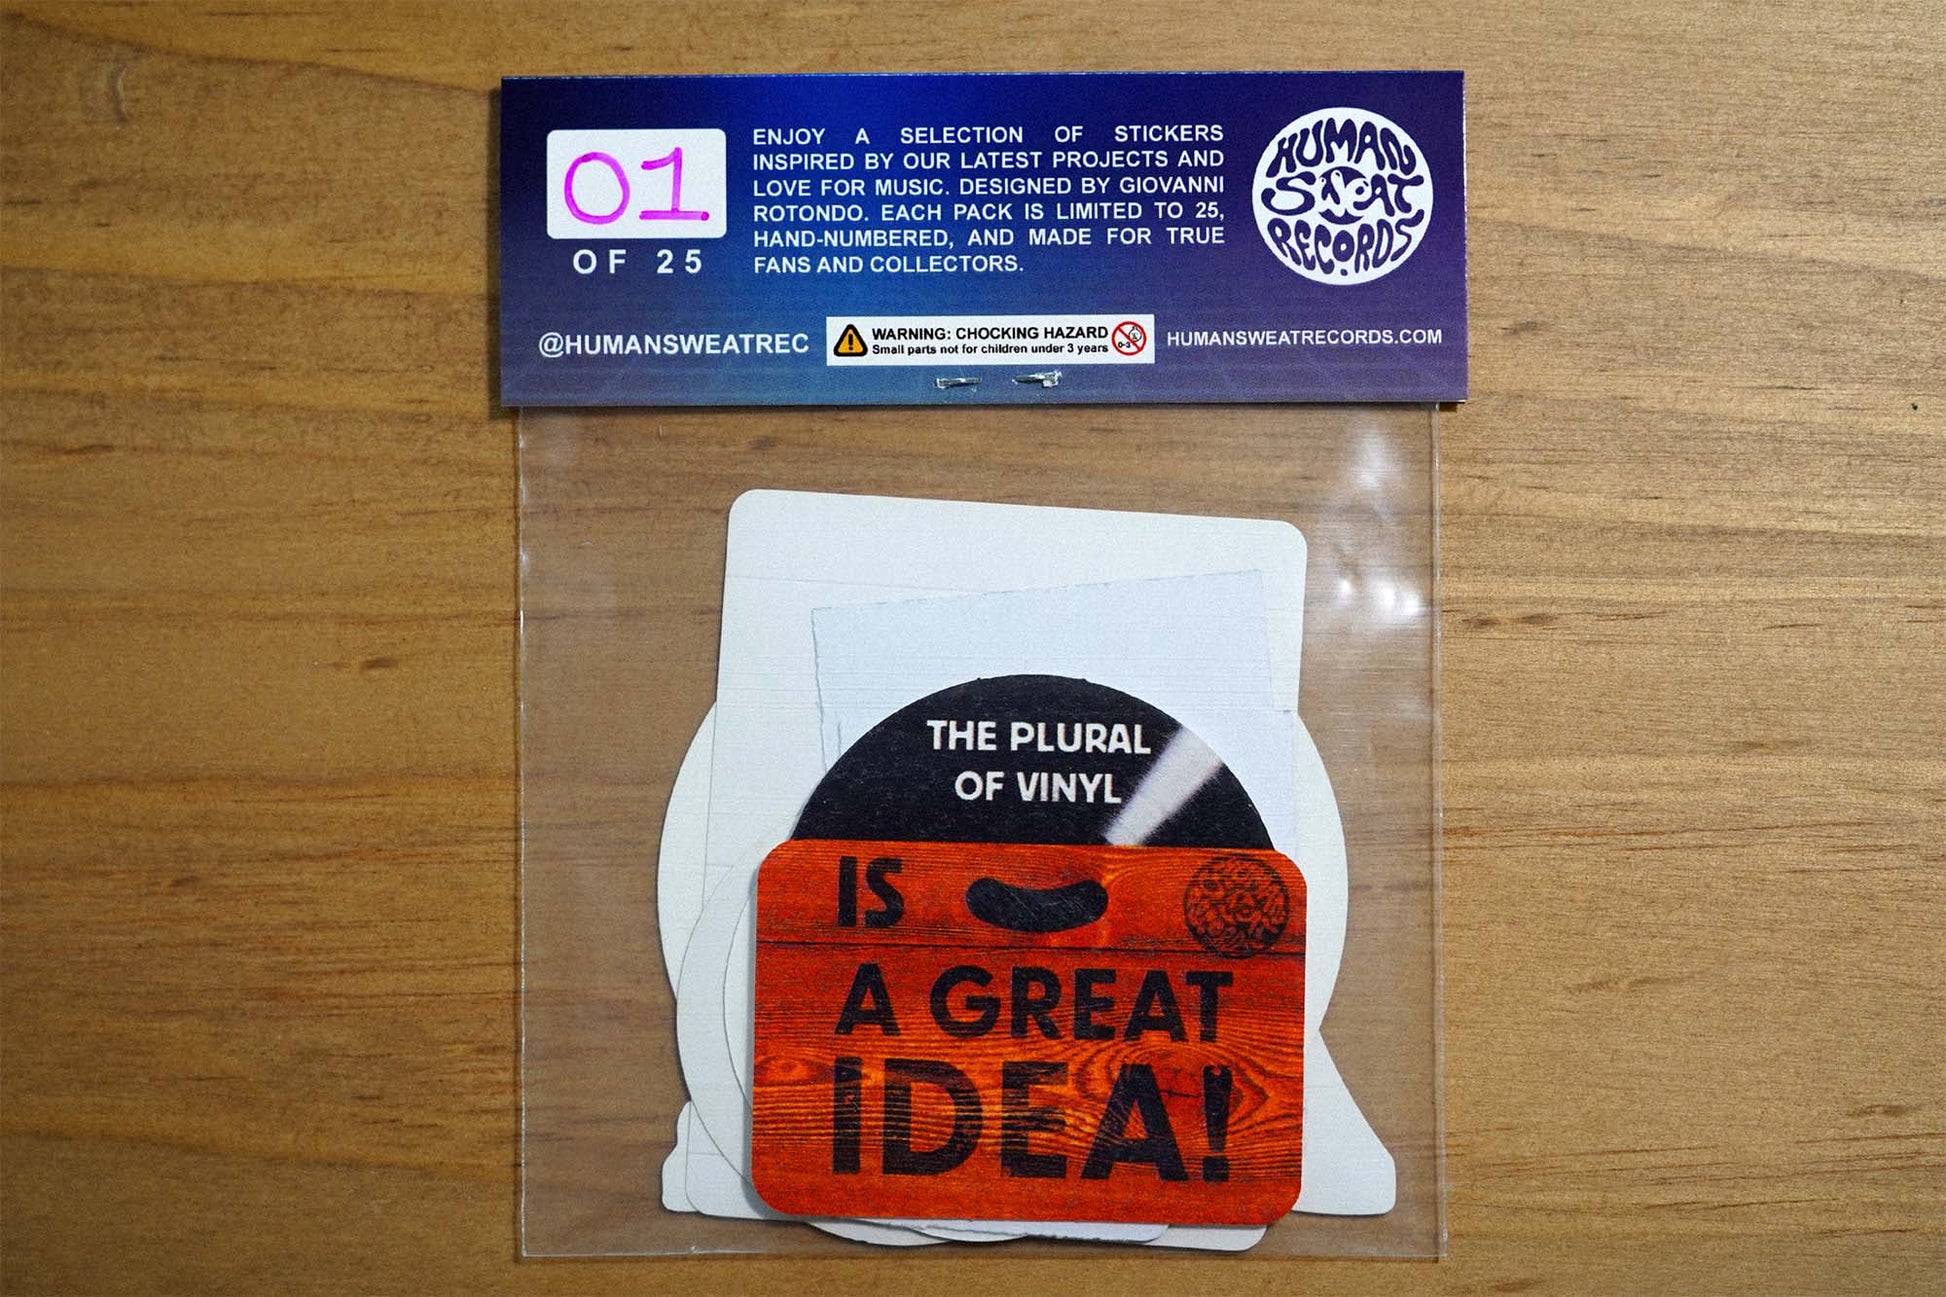 01
OF 25
ENJOY A SELECTION OF STICKERS
INSPIRED BY OUR LATEST PROJECTS AND
LOVE FOR MUSIC. DESIGNED BY GIOVANNI
ROTONDO. EACH PACK IS LIMITED TO 25,
HAND-NUMBERED, AND MADE FOR TRUE
FANS AND COLLECTORS.
HUMAN
SWEAT
RECORDS
@HUMANSWEATREC
WARNING: CHOCKING HAZARD
Small parts not for children under 3 years
0-3
HUMANSWEATRECORDS.COM
THE PLURAL
OF VINYL
IS
A GREAT
IDEA!